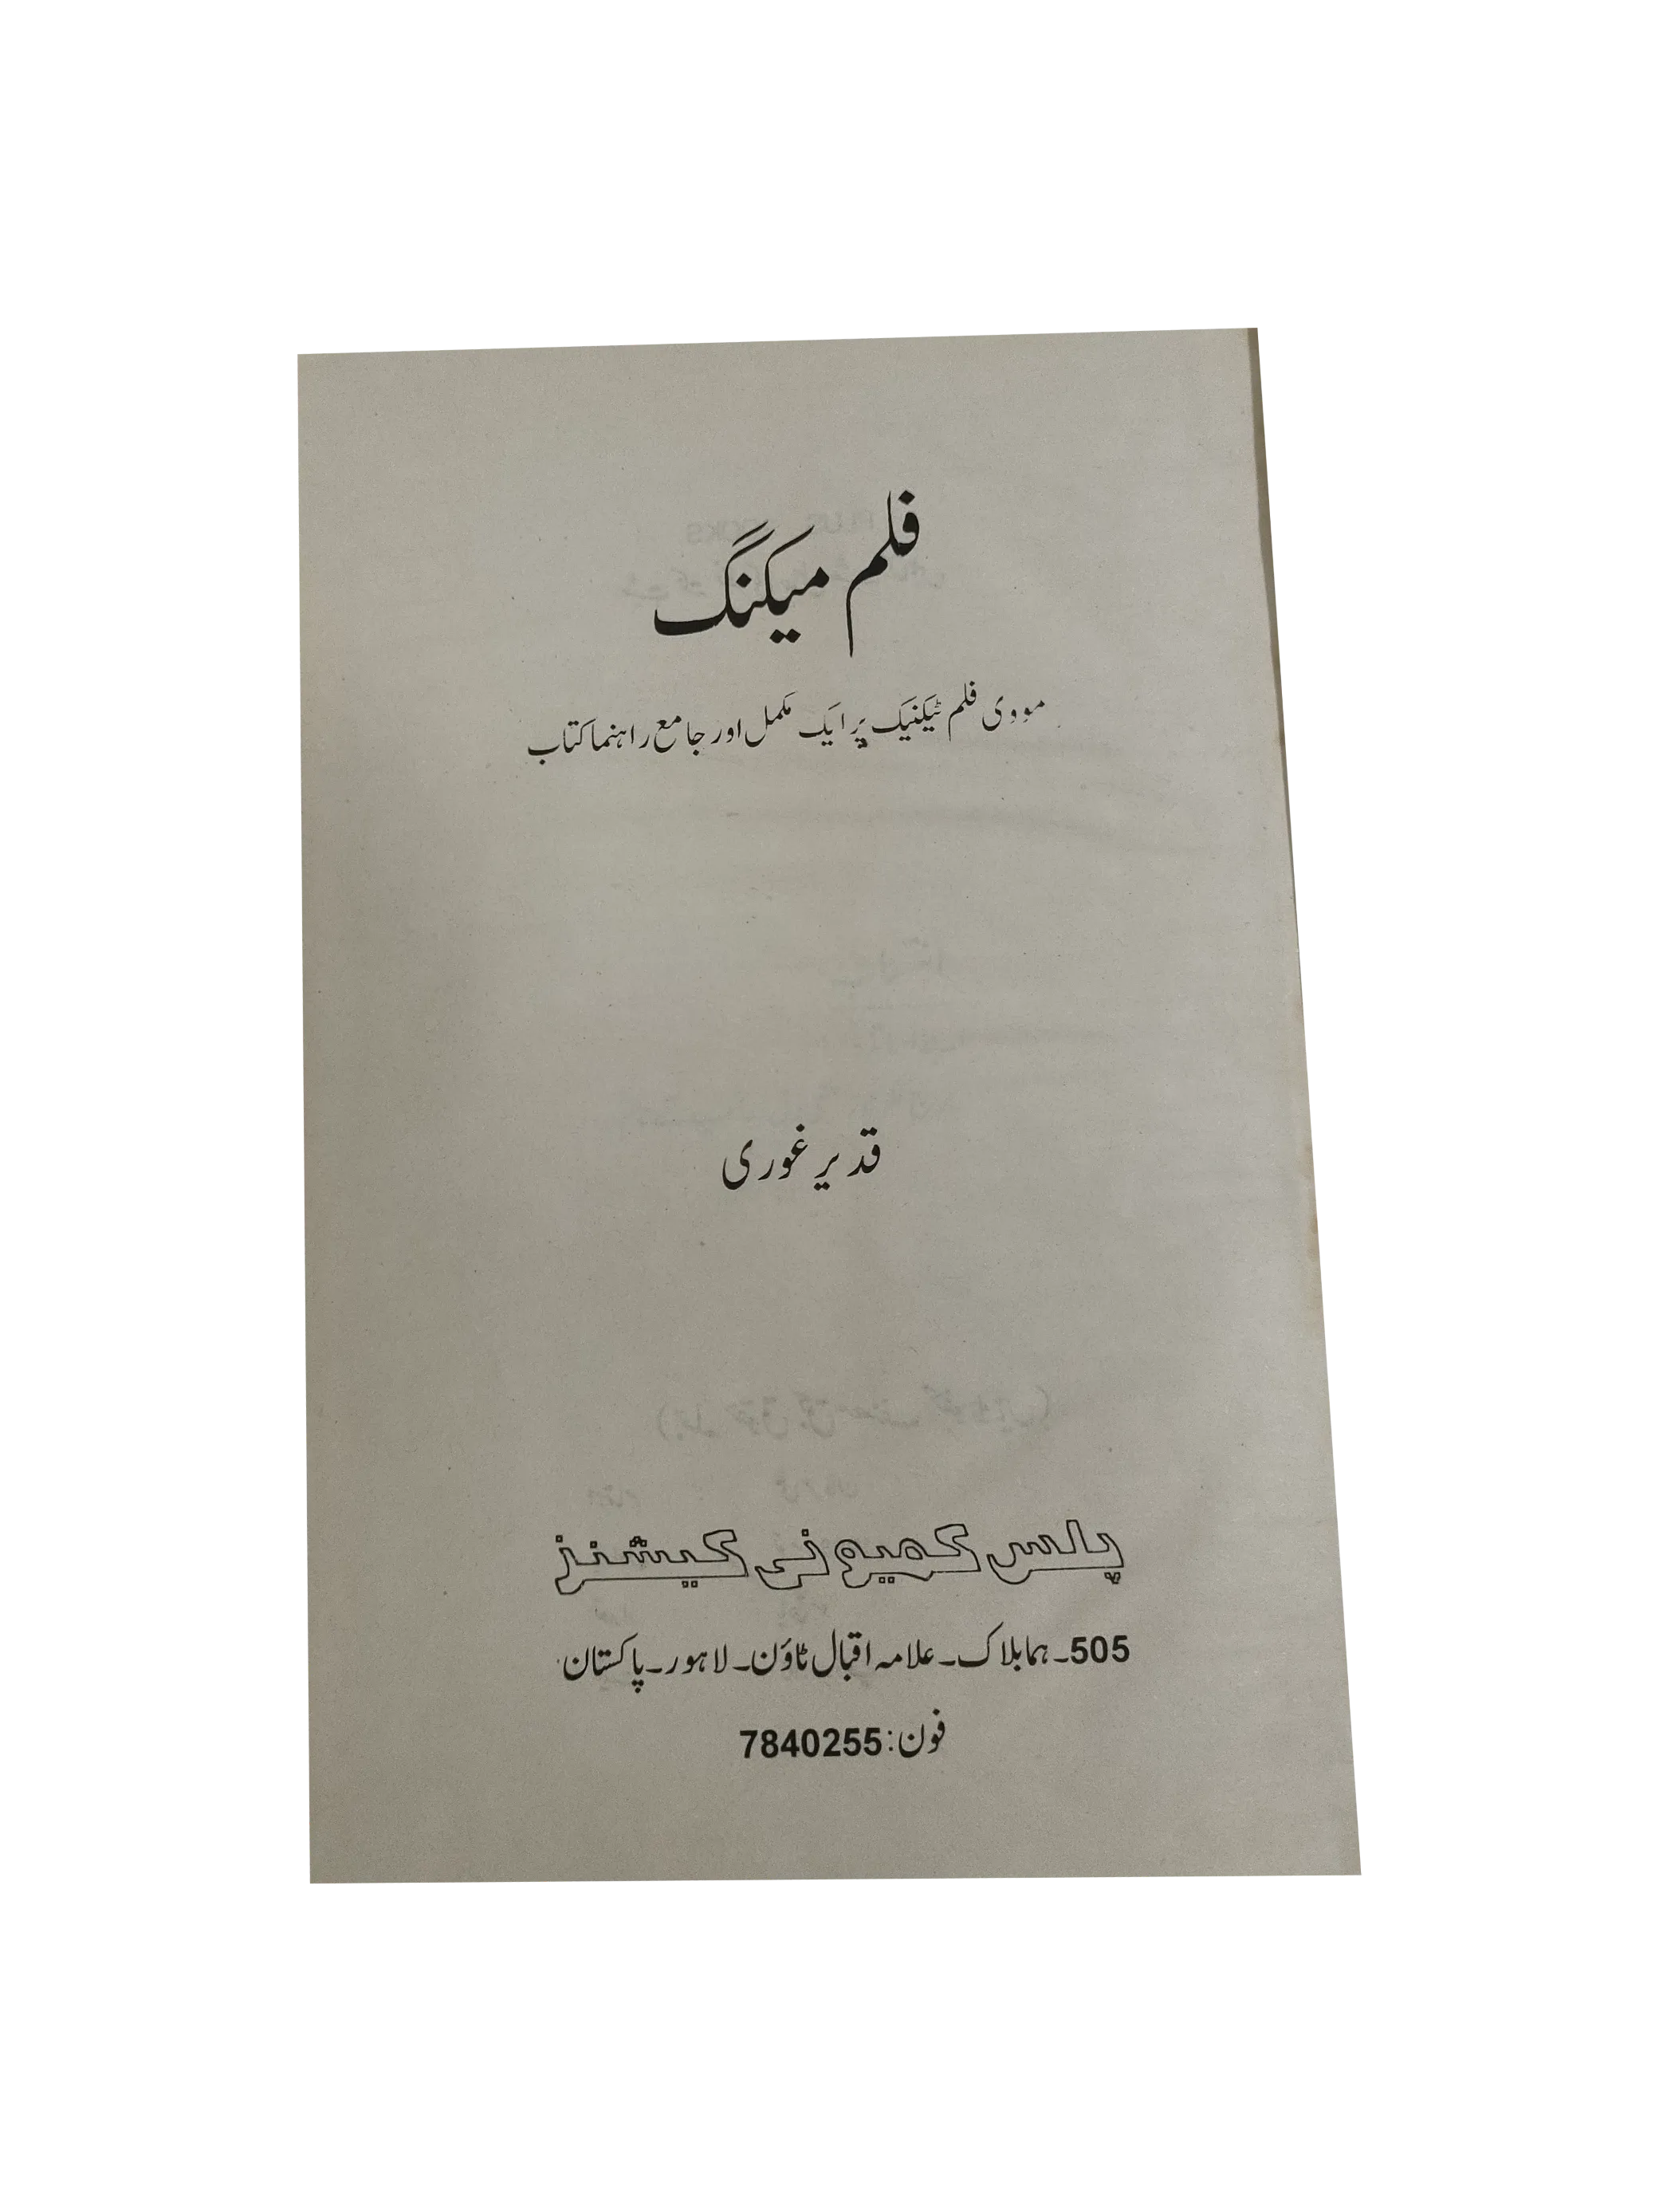 فلم میکنگ
موووی فلم ٹیکنیک پر ایک مکمل اور جامع راہنما کتاب
قدیر غوری
پلس کمیونی کیشنز
505۔ ہما بلاک۔ علامہ اقبال ٹاؤن۔ لاہور۔ پاکستان
فون: 7840255